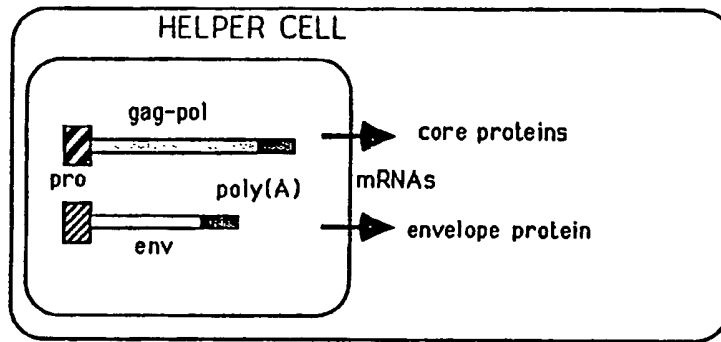 HELPER CELL
gag-pol
core proteins
pro
poly(A)
mRNAs
env
envelope protein